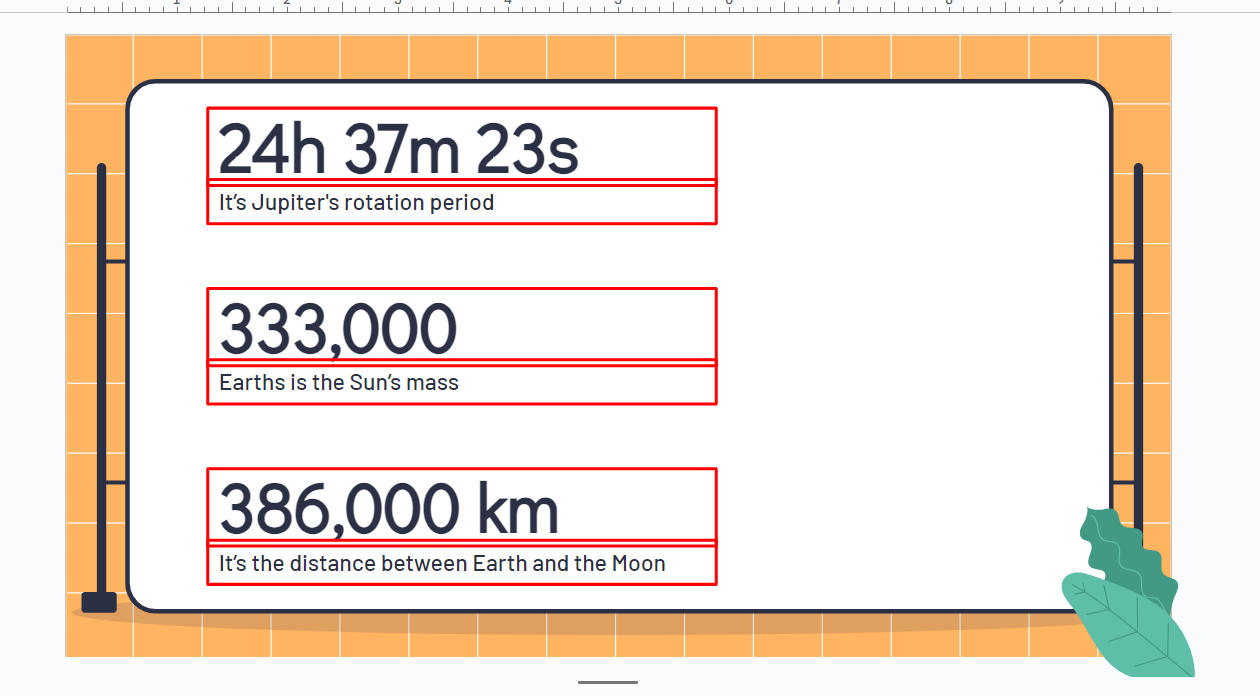 24h 37m 23s
It’s Jupiter's rotation period
333,000
Earths is the Sun’s mass
386,000 km
It’s the distance between Earth and the Moon